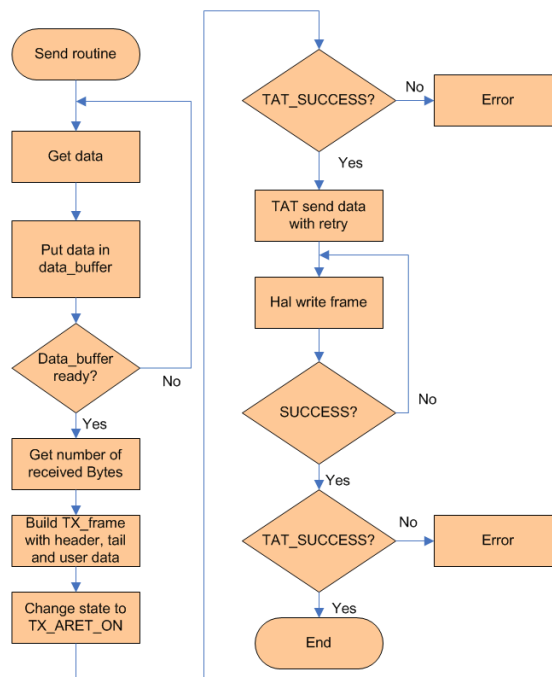 Send routine
Get data
Put data in
data_buffer
Data_buffer
ready?
No
Yes
Get number of
received Bytes
Build TX_frame
with header, tail
and user data
Change state to
TX_ARET_ON
TAT_SUCCESS?
No
Error
Yes
TAT send data
with retry
Hal write frame
SUCCESS?
No
Yes
TAT_SUCCESS?
No
Error
Yes
End